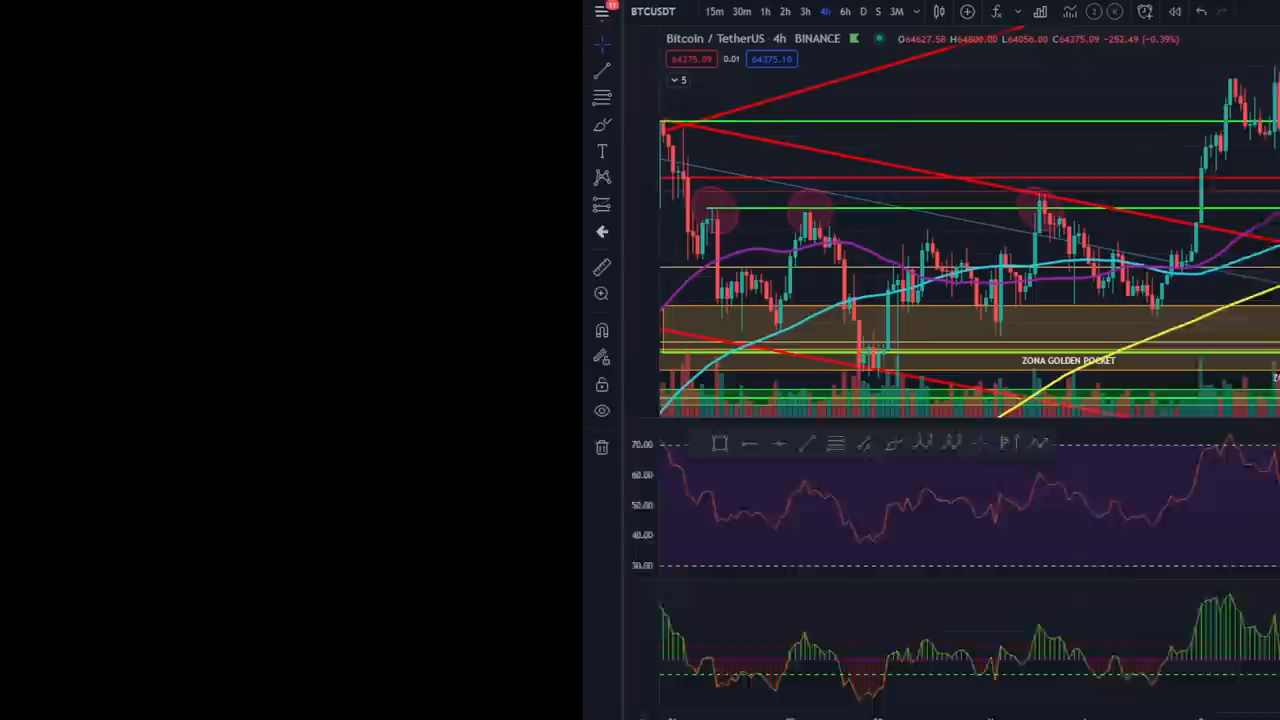 11
BTCUSDT 15m 30m 1h 2h 3h 4h 6h D S 3M
Bitcoin / TetherUS 4h BINANCE O64627.58 H64800.00 L64056.00 C64375.09 −252.49 (−0.39%)
64375.09 0.01 64375.10
5
ZONA GOLDEN POCKET
70.00
60.00
50.00
40.00
30.00